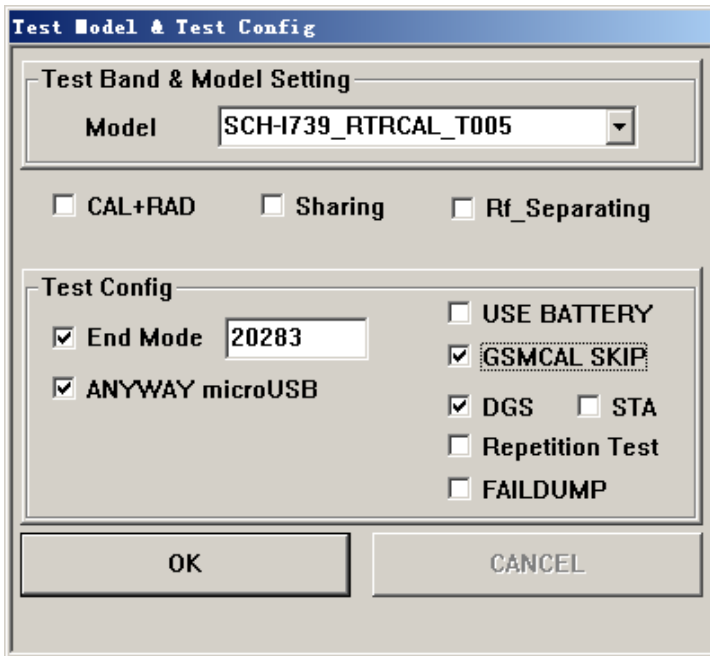 Test Model & Test Config
Test Band & Model Setting
Model SCH-I739_RTRCAL_T005
CAL+RAD Sharing Rf_Separating
Test Config
USE BATTERY
End Mode 20283
GSMCAL SKIP
ANYWAY microUSB
DGS STA
Repetition Test
FAILDUMP
OK CANCEL